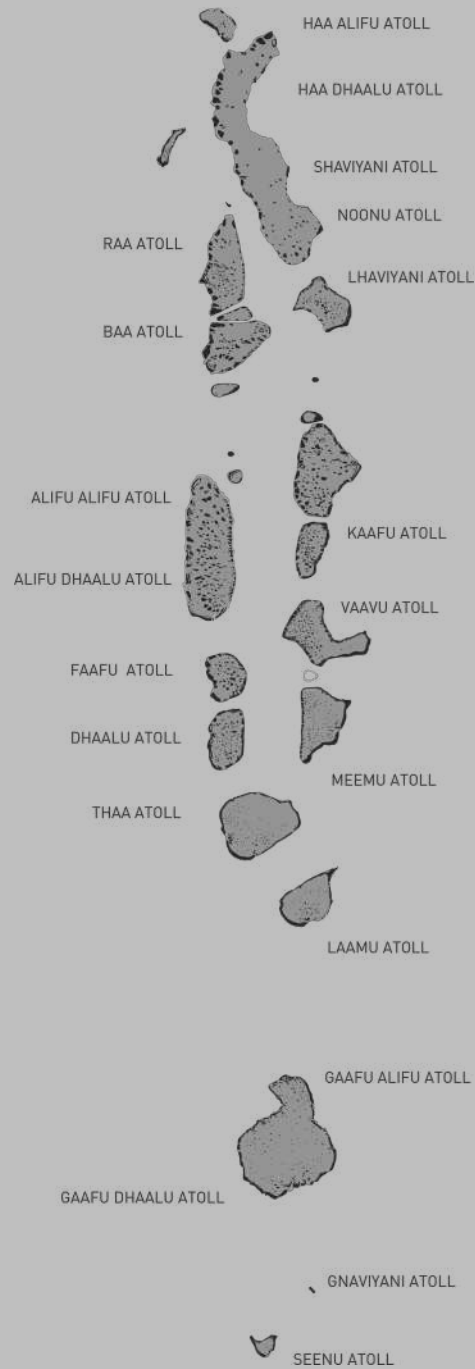 HAA ALIFU ATOLL
HAA DHAALU ATOLL
SHAVIYANI ATOLL
NOONU ATOLL
RAA ATOLL
LHAVIYANI ATOLL
BAA ATOLL
ALIFU ALIFU ATOLL
KAAFU ATOLL
ALIFU DHAALU ATOLL
VAAVU ATOLL
FAAFU ATOLL
DHAALU ATOLL
MEEMU ATOLL
THAA ATOLL
LAAMU ATOLL
GAAFU ALIFU ATOLL
GAAFU DHAALU ATOLL
GNAVIYANI ATOLL
SEENU ATOLL